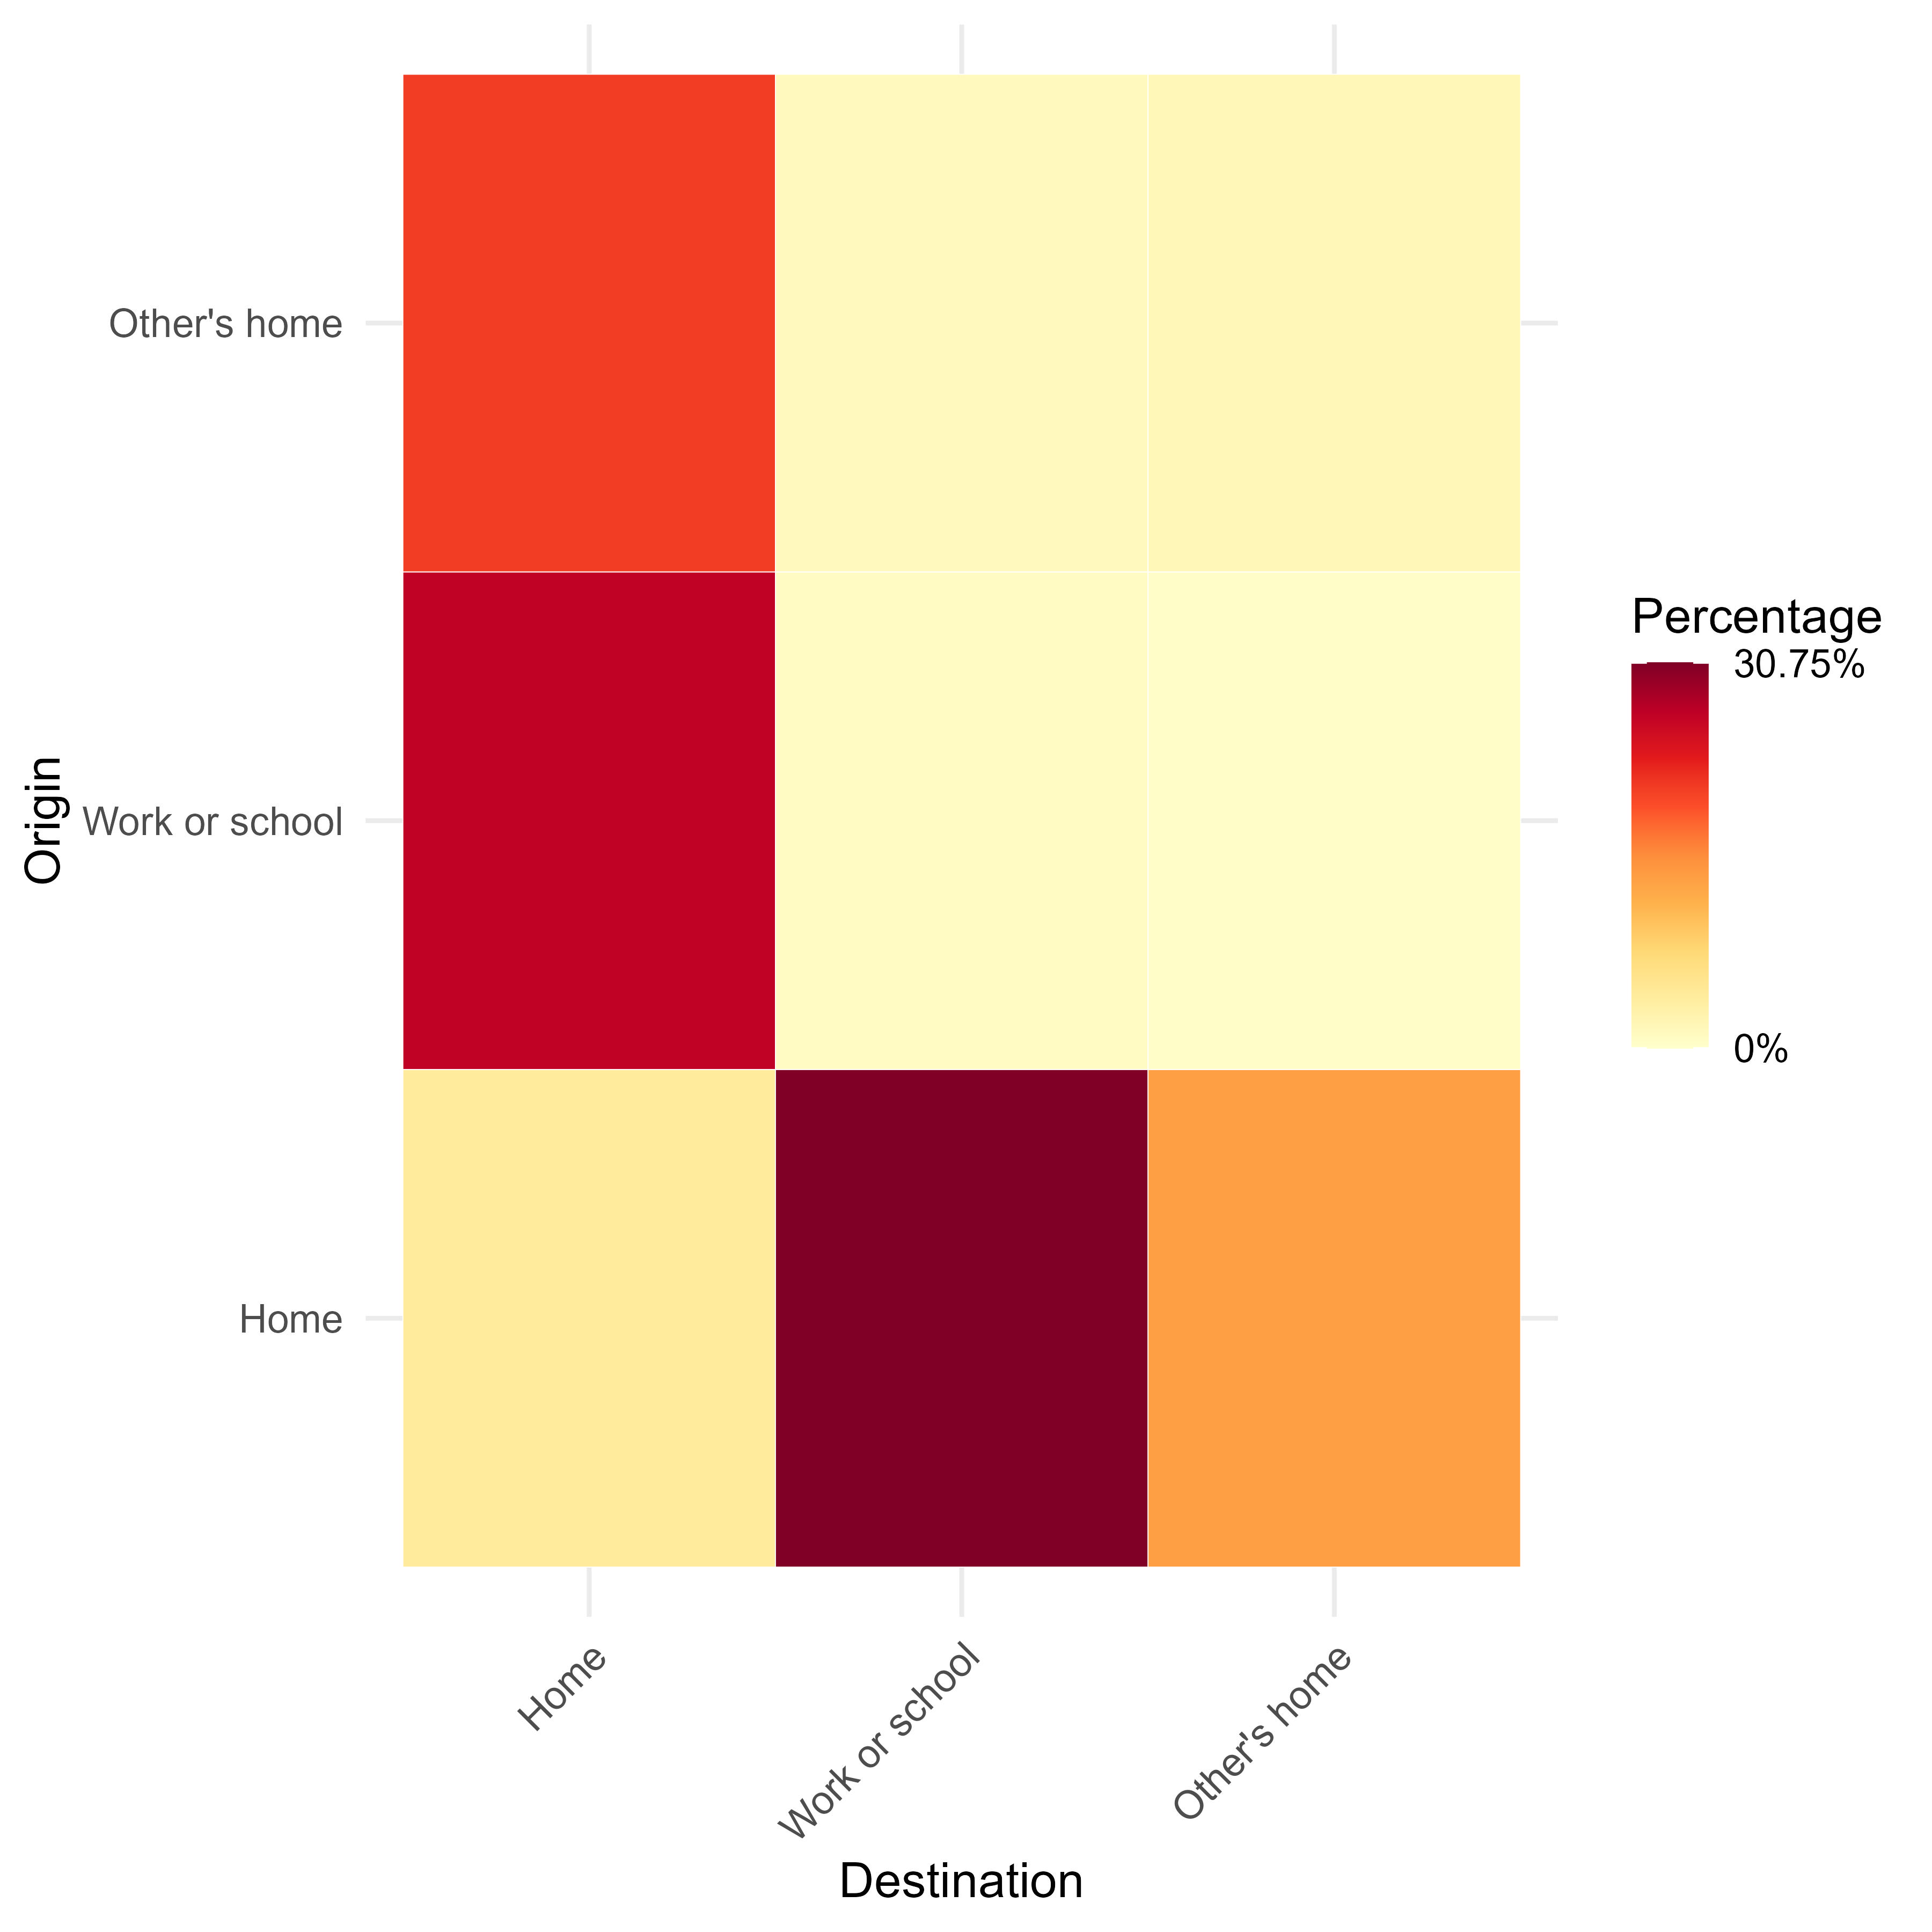 Other's home
Work or school
Home
Origin
Home
Work or school
Other's home
Destination
Percentage
30.75%
0%